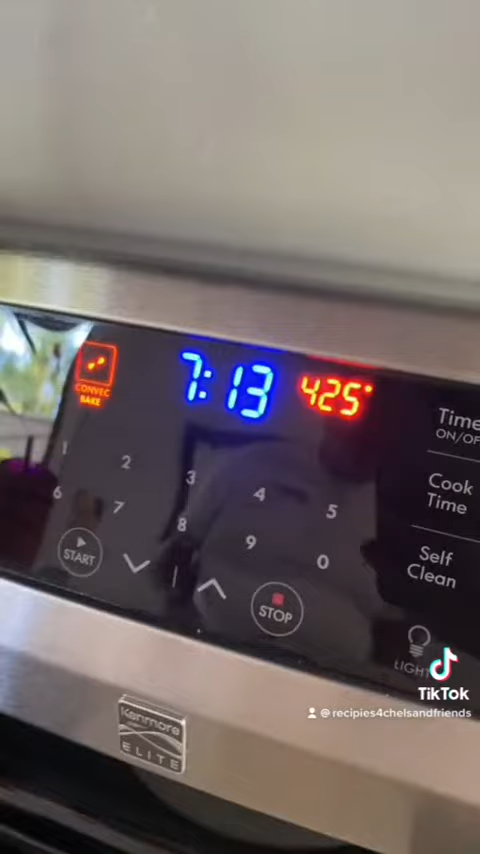 7:13 425°
CONVEC
BAKE
Time
ON/OF
1 2 3 4 5
Cook
Time
6 7 8 9 0
Self
Clean
START
STOP
LIGHT
TikTok
@recipies4chelsandfriends
Kenmore
ELITE